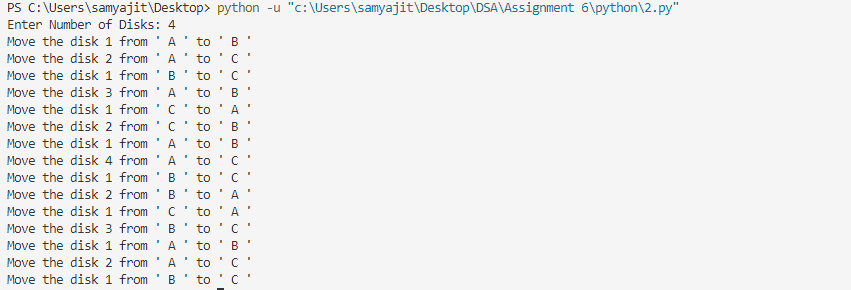 PS C:\Users\samyajit\Desktop> python -u "c:\Users\samyajit\Desktop\DSA\Assignment 6\python\2.py"
Enter Number of Disks: 4
Move the disk 1 from ' A ' to ' B '
Move the disk 2 from ' A ' to ' C '
Move the disk 1 from ' B ' to ' C '
Move the disk 3 from ' A ' to ' B '
Move the disk 1 from ' C ' to ' A '
Move the disk 2 from ' C ' to ' B '
Move the disk 1 from ' A ' to ' B '
Move the disk 4 from ' A ' to ' C '
Move the disk 1 from ' B ' to ' C '
Move the disk 2 from ' B ' to ' A '
Move the disk 1 from ' C ' to ' A '
Move the disk 3 from ' B ' to ' C '
Move the disk 1 from ' A ' to ' B '
Move the disk 2 from ' A ' to ' C '
Move the disk 1 from ' B ' to ' C '